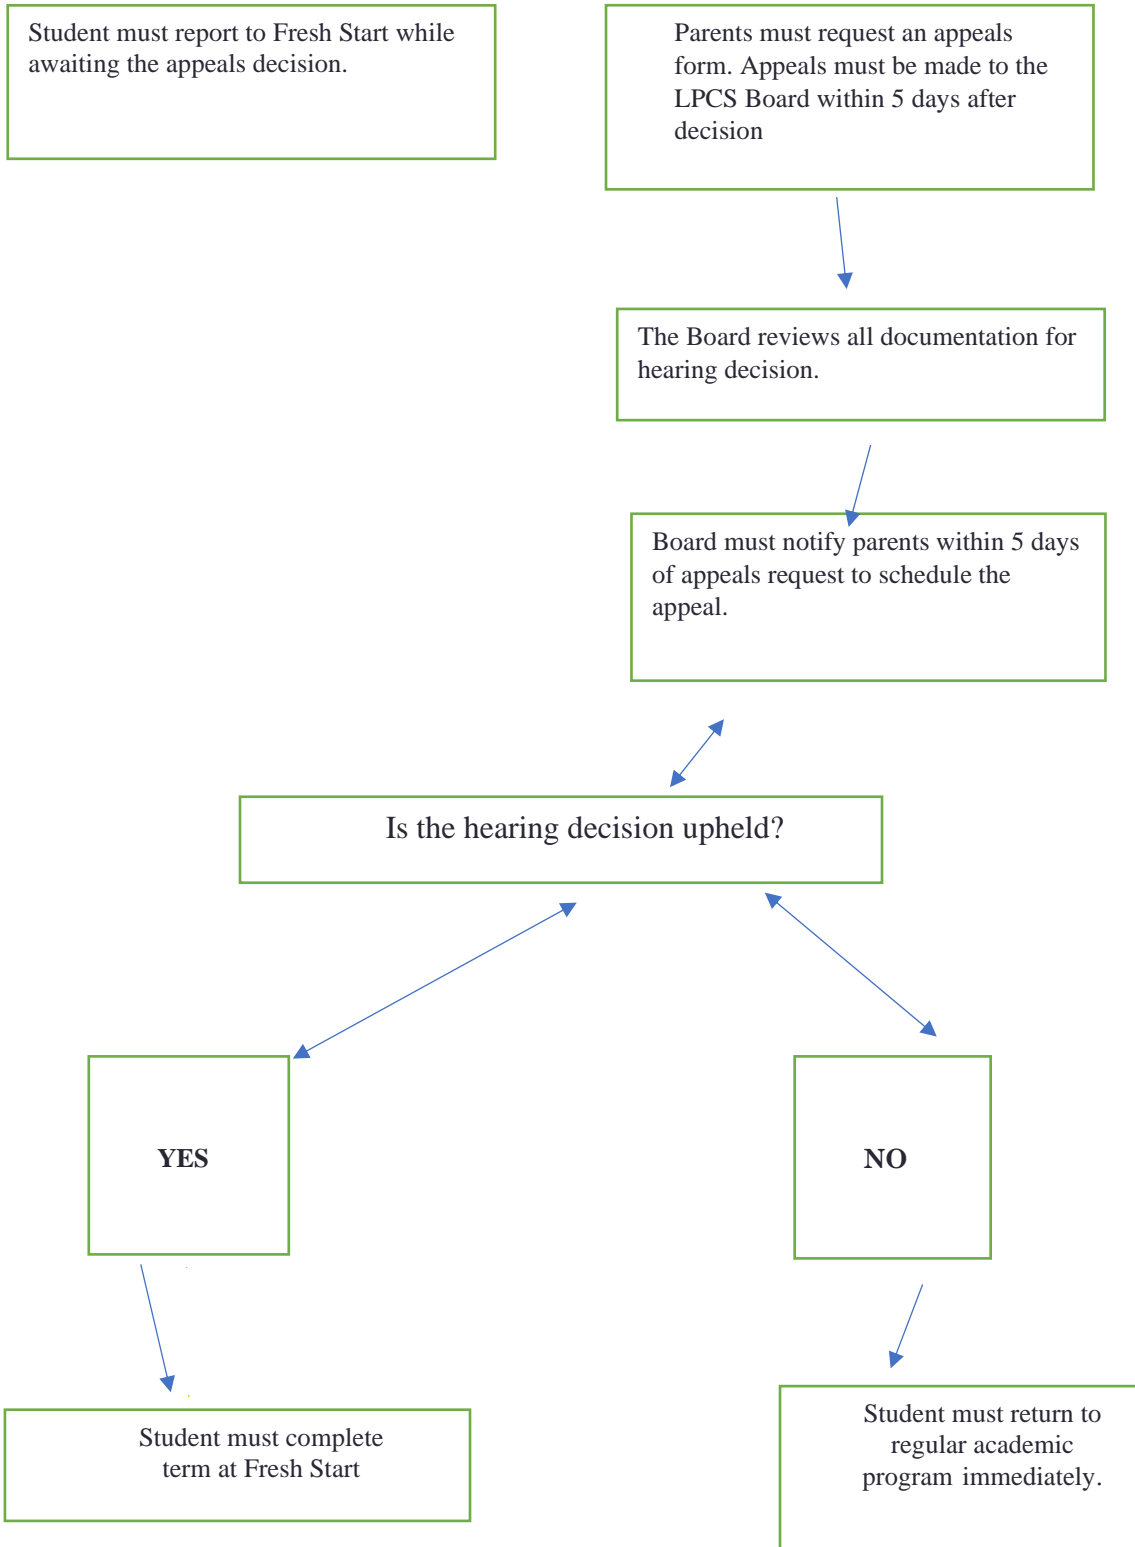 Student must report to Fresh Start while
awaiting the appeals decision.
Parents must request an appeals
form. Appeals must be made to the
LPCS Board within 5 days after
decision
The Board reviews all documentation for
hearing decision.
Board must notify parents within 5 days
of appeals request to schedule the
appeal.
Is the hearing decision upheld?
YES
NO
Student must complete
term at Fresh Start
Student must return to
regular academic
program immediately.